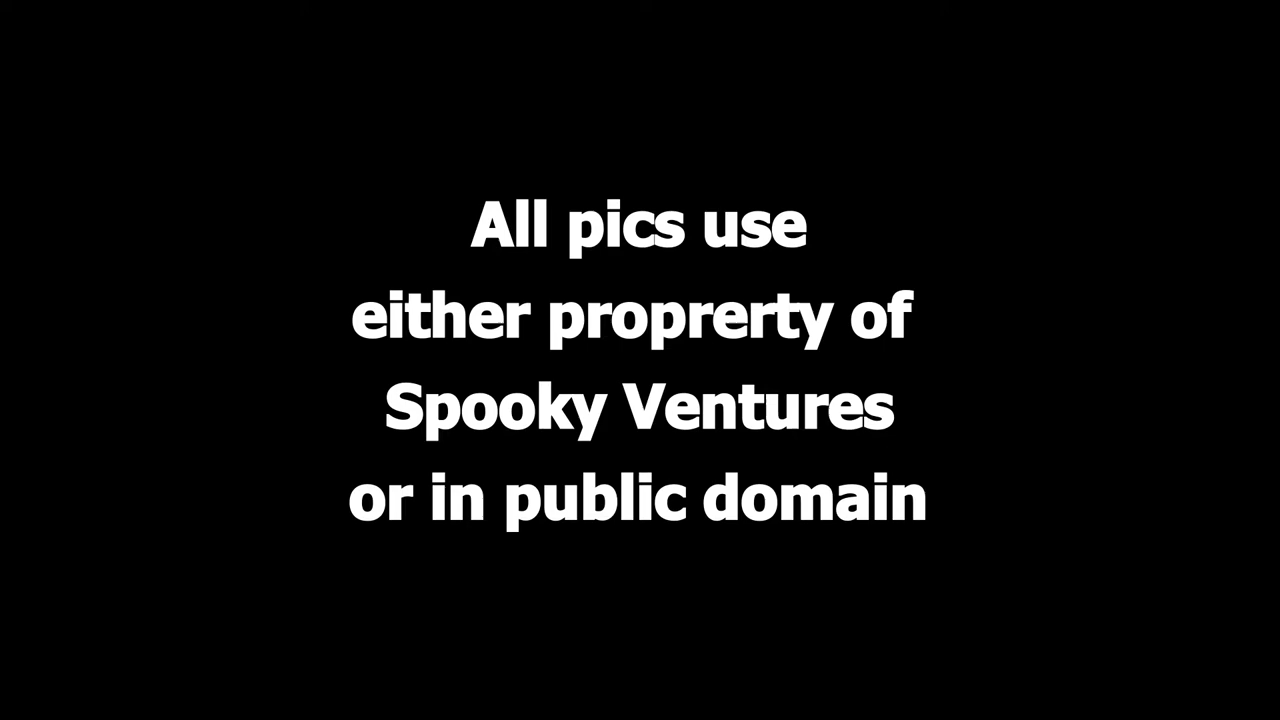 All pics use
either proprerty of
Spooky Ventures
or in public domain